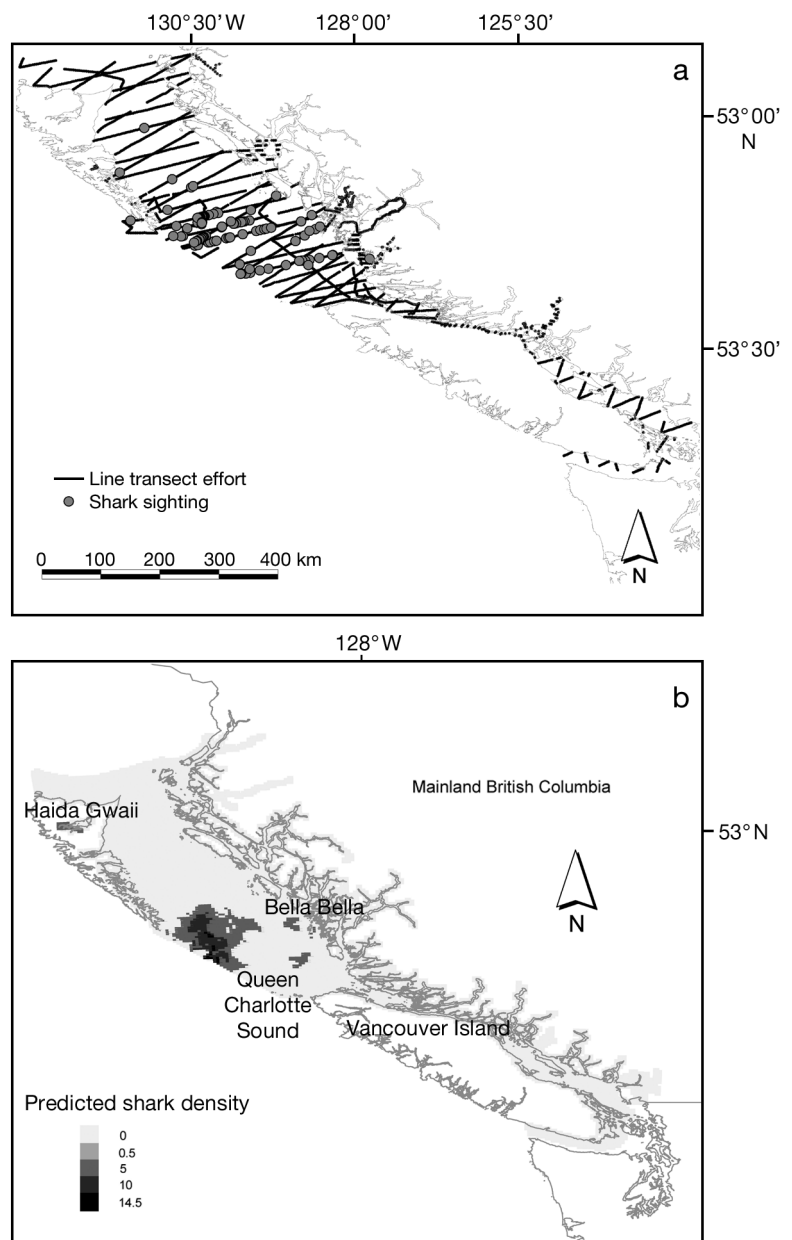 130°30’W 128°00’ 125°30’
a
53°00’
N
53°30’
Line transect effort
Shark sighting
0 100 200 300 400 km
N
128°W
b
Mainland British Columbia
Haida Gwaii
53°N
N
Bella Bella
Queen
Charlotte
Sound
Vancouver Island
Predicted shark density
0
0.5
5
10
14.5